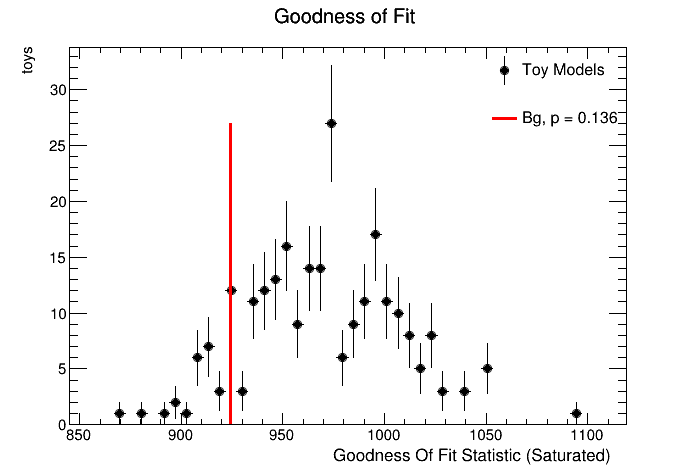 Goodness of Fit
toys
Toy Models
Bg, p = 0.136
30
25
20
15
10
5
0
850 900 950 1000 1050 1100
Goodness Of Fit Statistic (Saturated)